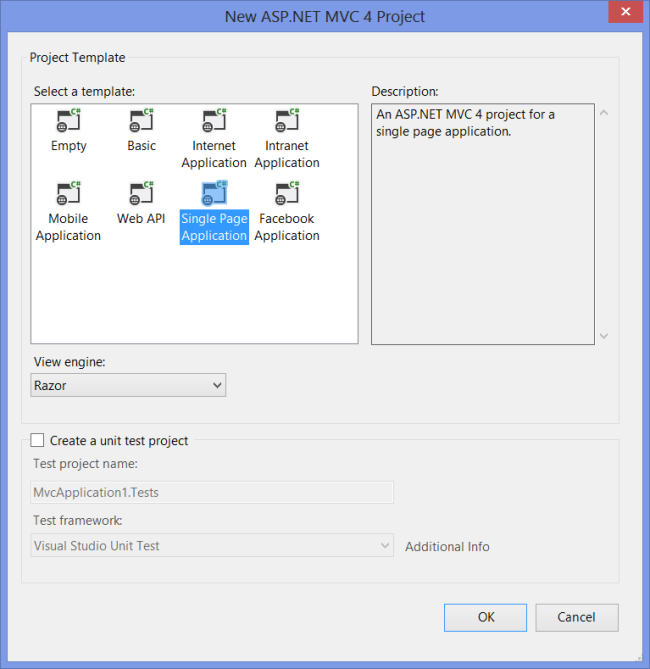 New ASP.NET MVC 4 Project
Project Template
Select a template:
Description:
C# C# C# C#
Empty Basic Internet Intranet
Application Application
C# C# C# C#
Mobile Web API Single Page Facebook
Application Application Application
An ASP.NET MVC 4 project for a
single page application.
View engine:
Razor
Create a unit test project
Test project name:
MvcApplication1.Tests
Test framework:
Visual Studio Unit Test
Additional Info
OK Cancel